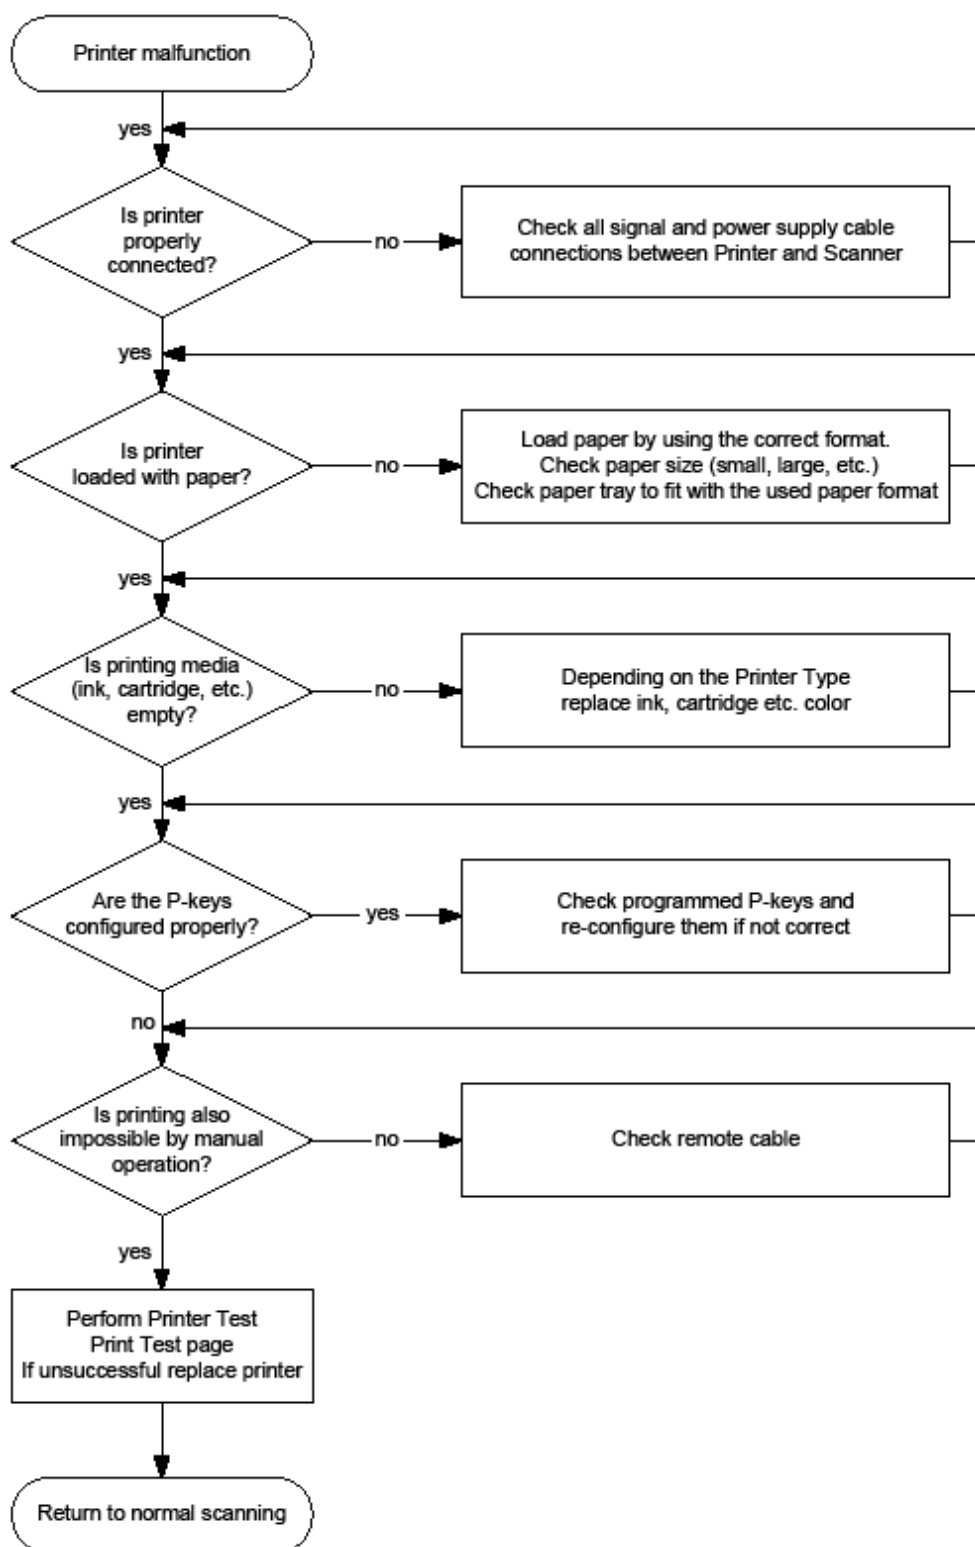 Printer malfunction
yes
Is printer
properly
connected?
no
Check all signal and power supply cable
connections between Printer and Scanner
yes
Is printer
loaded with paper?
no
Load paper by using the correct format.
Check paper size (small, large, etc.)
Check paper tray to fit with the used paper format
yes
Is printing media
(ink, cartridge, etc.)
empty?
no
Depending on the Printer Type
replace ink, cartridge etc. color
yes
Are the P-keys
configured properly?
yes
Check programmed P-keys and
re-configure them if not correct
no
Is printing also
impossible by manual
operation?
no
Check remote cable
yes
Perform Printer Test
Print Test page
If unsuccessful replace printer
Return to normal scanning